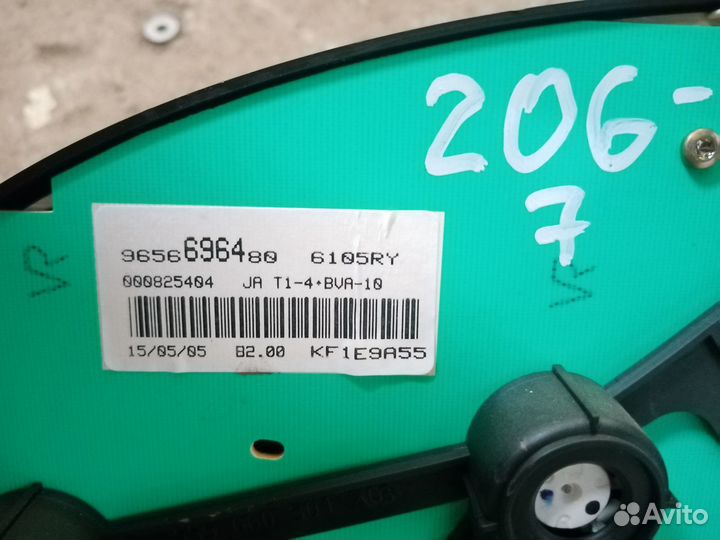 206-
7
VR
VR
9656696480 6105RY
000825404 JA T1-4+BVA-10
15/05/05 B2.00 KF1E9A55
Avito